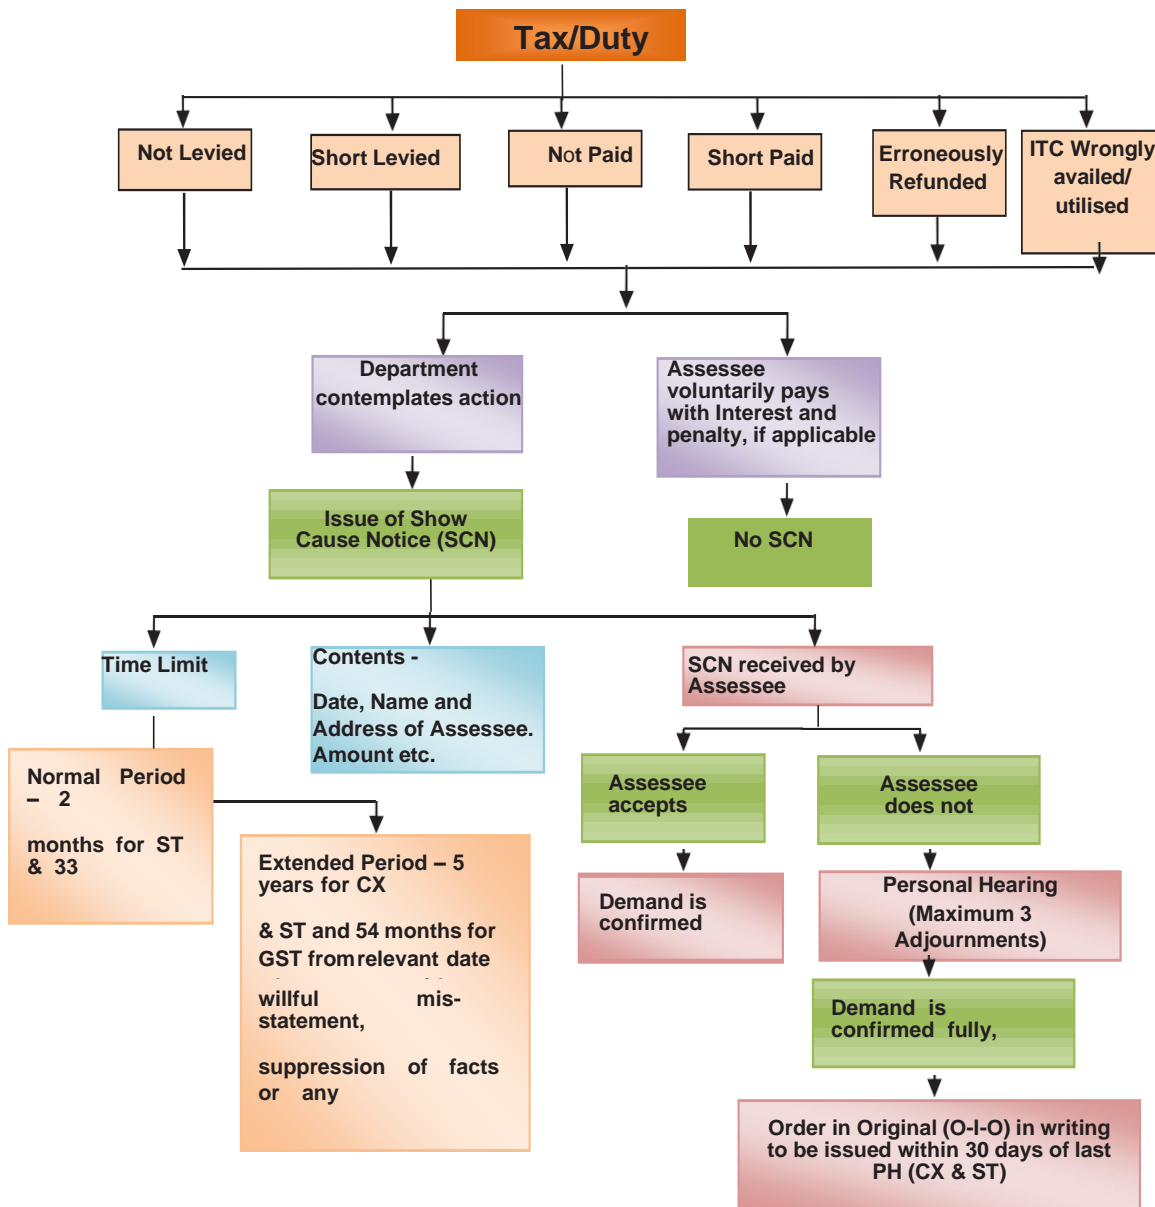 Tax/Duty
Not Levied
Short Levied
Not Paid
Short Paid
Erroneously
Refunded
ITC Wrongly
availed/
utilised
Department
contemplates action
Assessee
voluntarily pays
with Interest and
penalty, if applicable
Issue of Show
Cause Notice (SCN)
No SCN
Time Limit
Contents -
Date, Name and
Address of Assessee.
Amount etc.
SCN received by
Assessee
Normal Period
– 2
months for ST
& 33
Extended Period – 5
years for CX
& ST and 54 months for
GST from relevant date
willful mis-
statement,
suppression of facts
or any
Assessee
accepts
Assessee
does not
Demand is
confirmed
Personal Hearing
(Maximum 3
Adjournments)
Demand is
confirmed fully,
Order in Original (O-I-O) in writing
to be issued within 30 days of last
PH (CX & ST)